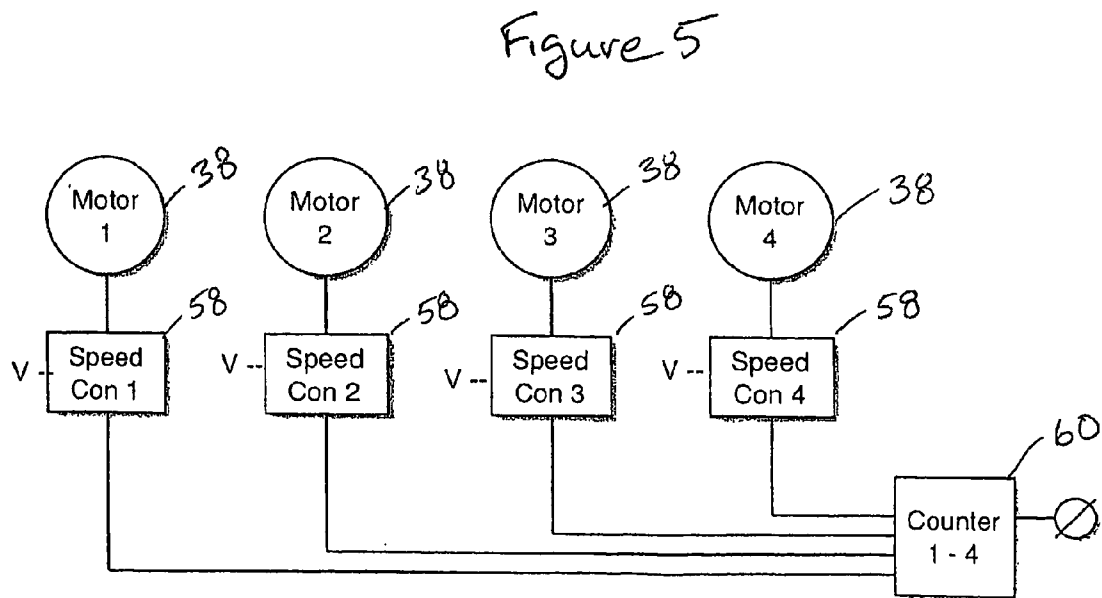 Figure 5
38 38 38 38
Motor 1
Motor 2
Motor 3
Motor 4
58 58 58 58
V -- Speed Con 1
V -- Speed Con 2
V -- Speed Con 3
V -- Speed Con 4
60
Counter 1 - 4